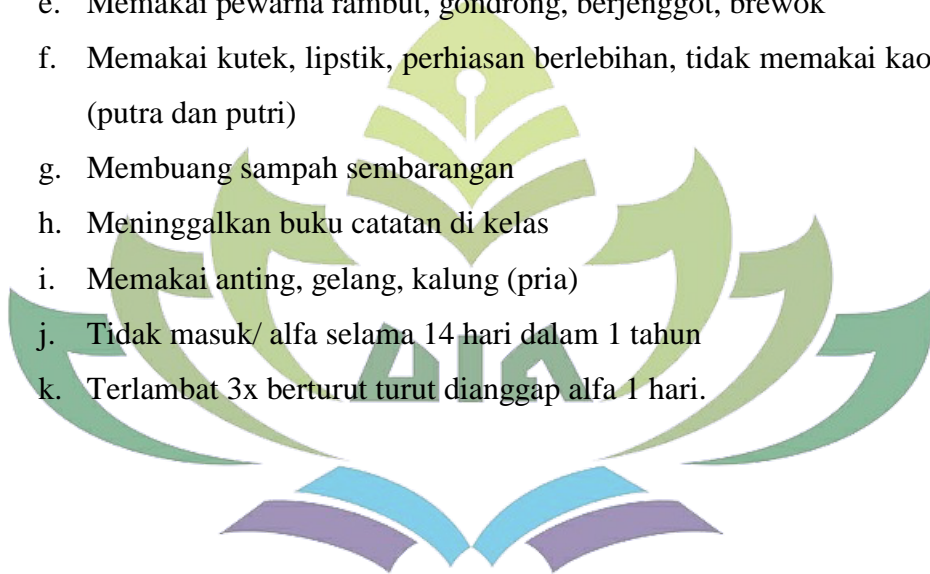 e. Memakai pewarna rambut, gondrong, berjenggot, brewok
f. Memakai kutek, lipstik, perhiasan berlebihan, tidak memakai kao
(putra dan putri)
g. Membuang sampah sembarangan
h. Meninggalkan buku catatan di kelas
i. Memakai anting, gelang, kalung (pria)
j. Tidak masuk/ alfa selama 14 hari dalam 1 tahun
k. Terlambat 3x berturut turut dianggap alfa 1 hari.